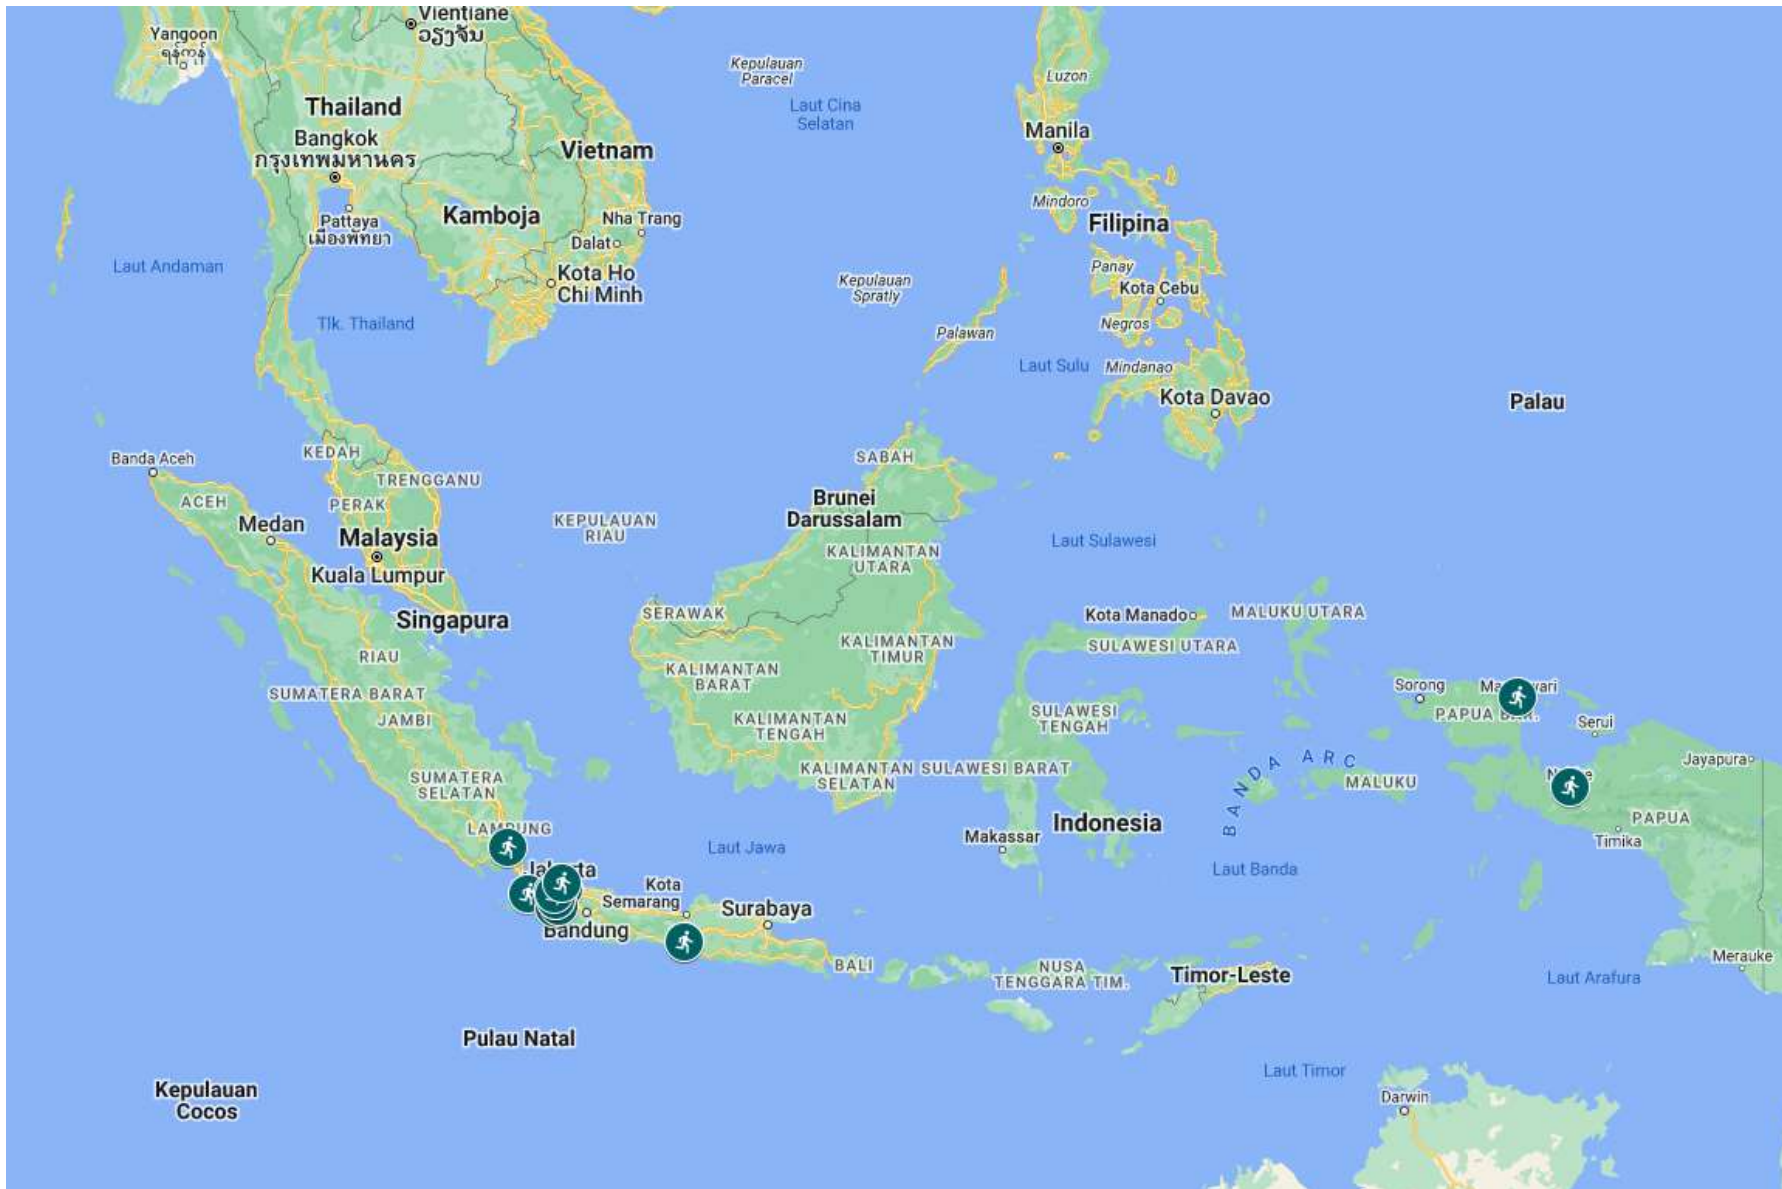 Vientiane
ວຽງຈັນ
Yangoon
ရန်ကုန်
Kepulauan
Paracel
Luzon
Thailand
Laut Cina
Selatan
Bangkok
กรุงเทพมหานคร
Manila
Vietnam
Pattaya
เมืองพัทยา
Kamboja
Nha Trang
Dalat
Mindoro
Filipina
Laut Andaman
Kota Ho
Chi Minh
Kepulauan
Spratly
Panay
Kota Cebu
Tlk. Thailand
Palawan
Negros
Laut Sulu
Mindanao
Kota Davao
Palau
Banda Aceh
KEDAH
TRENGGANU
SABAH
ACEH
PERAK
Medan
Malaysia
Kuala Lumpur
KEPULAUAN
RIAU
Brunei
Darussalam
KALIMANTAN
UTARA
Laut Sulawesi
Singapura
SERAWAK
Kota Manado
MALUKU UTARA
SULAWESI UTARA
RIAU
KALIMANTAN
TIMUR
KALIMANTAN
BARAT
SUMATERA BARAT
JAMBI
KALIMANTAN
TENGAH
SULAWESI
TENGAH
Sorong
PAPUA
Serui
SUMATERA
SELATAN
KALIMANTAN
SELATAN
SULAWESI BARAT
BANDA ARC
MALUKU
Jayapura
PAPUA
Timika
LAMPUNG
Laut Jawa
Makassar
Indonesia
Laut Banda
Jakarta
Kota
Semarang
Surabaya
Bandung
BALI
NUSA
TENGGARA TIM.
Timor-Leste
Laut Arafura
Merauke
Pulau Natal
Kepulauan
Cocos
Laut Timor
Darwin